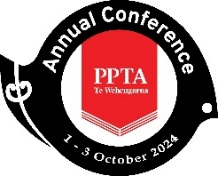 Annual Conference
PPTA
Te Wehengarua
1 - 3 October 2024